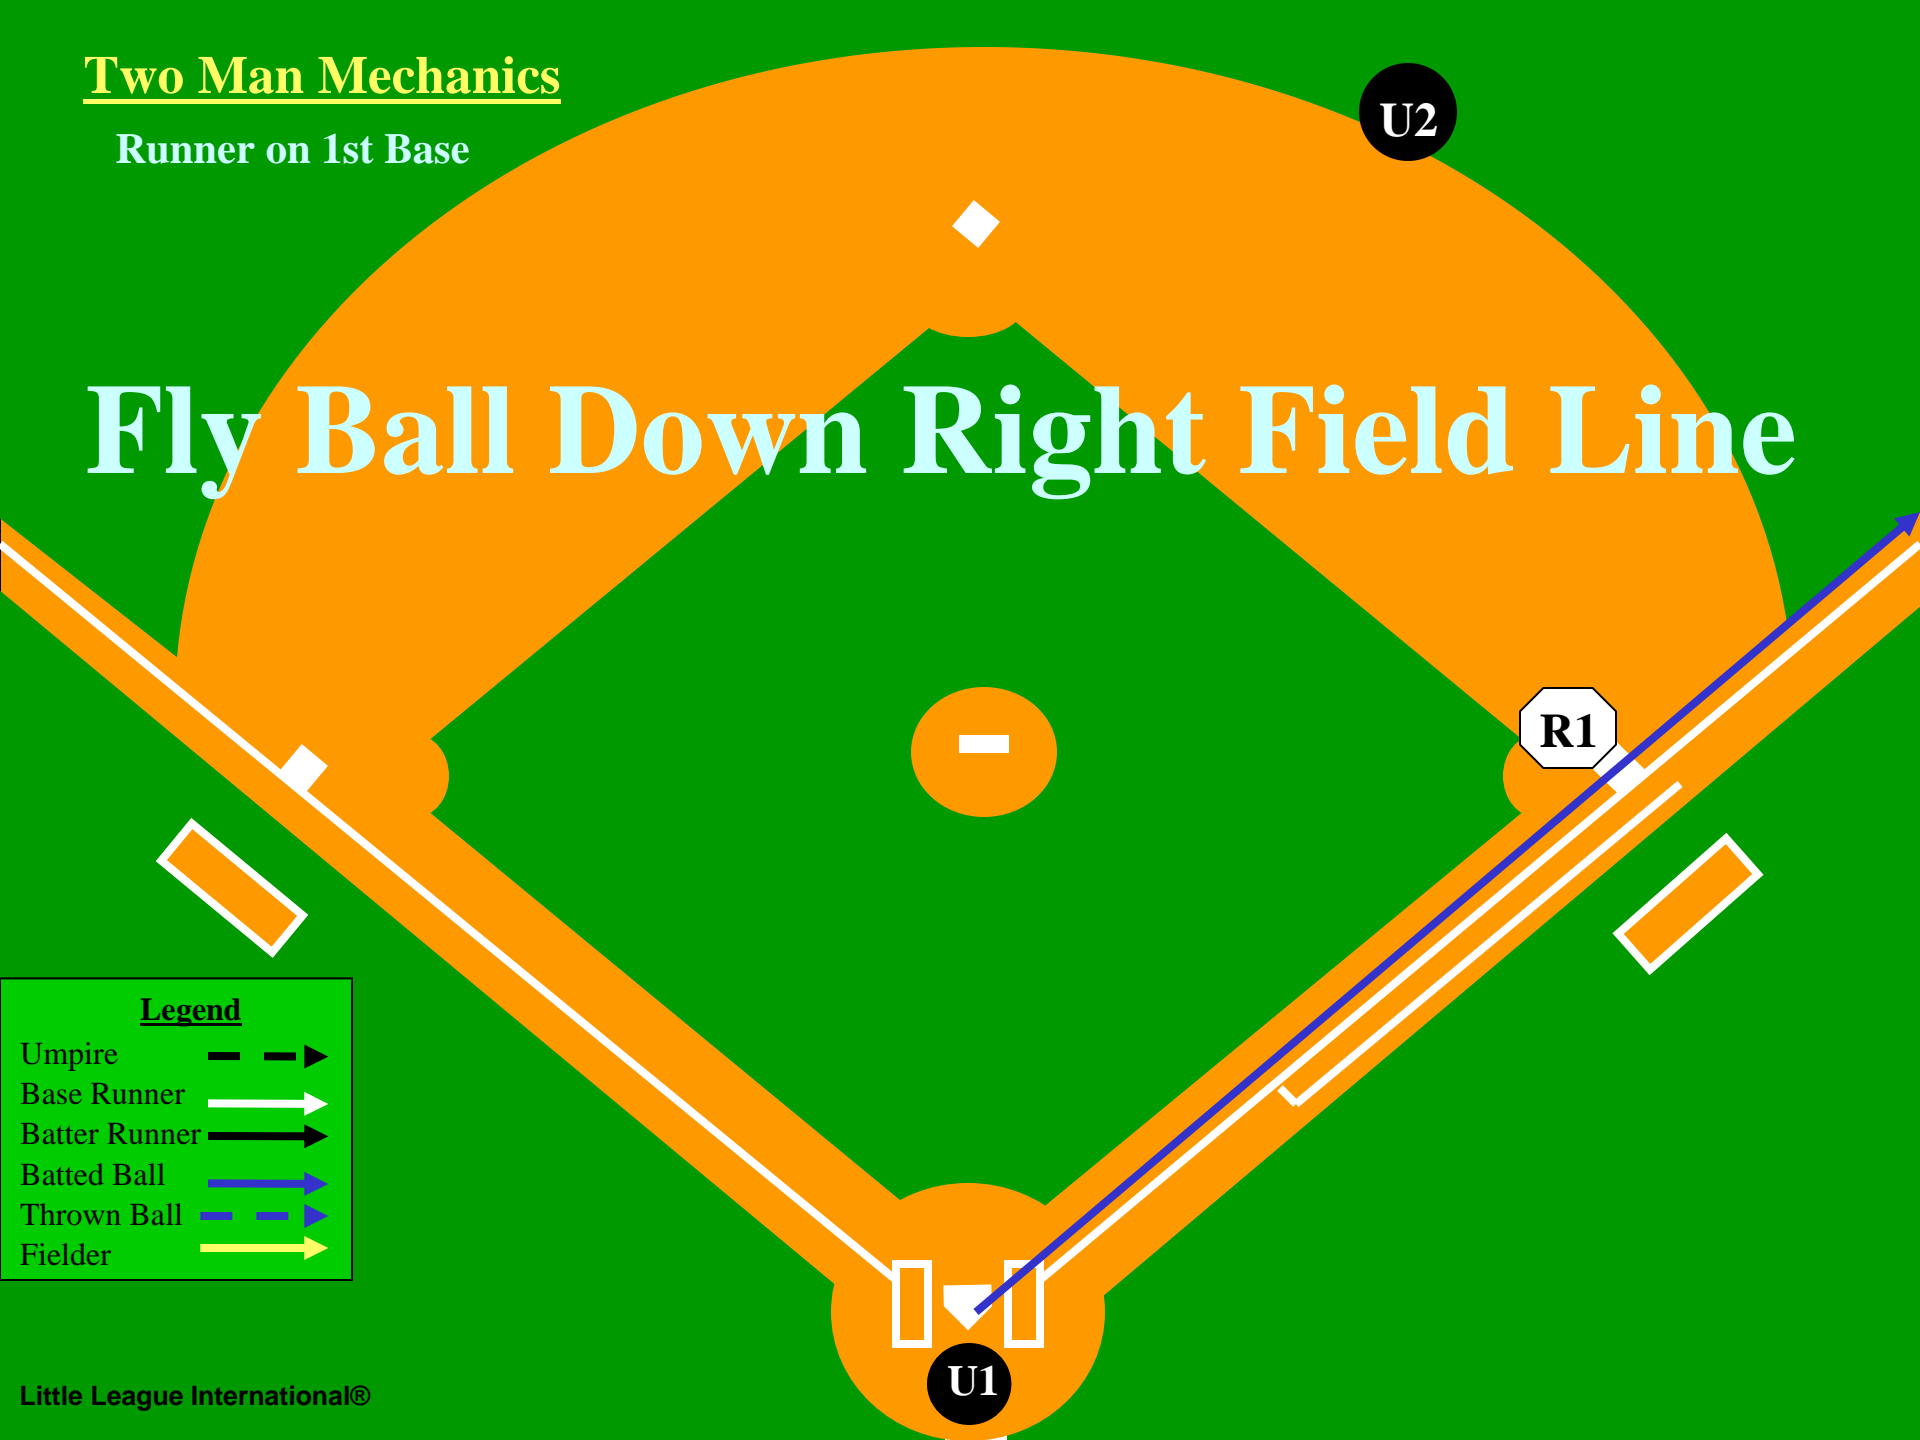 Two Man Mechanics
Runner on 1st Base
U2
Fly Ball Down Right Field Line
R1
Legend
Umpire
Base Runner
Batter Runner
Batted Ball
Thrown Ball
Fielder
U1
Little League International®